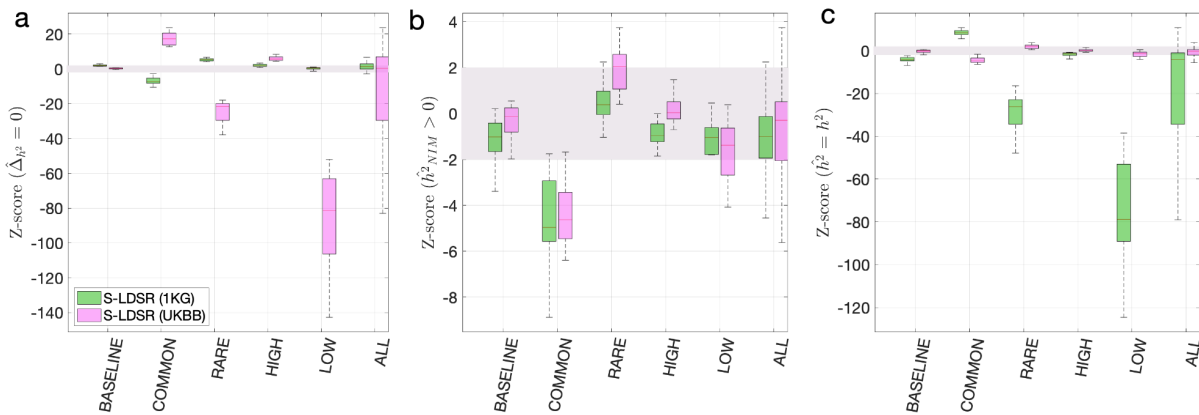 a
Z-score (Δ̂_h² = 0)
20
0
-20
-40
-60
-80
-100
-120
-140
S-LDSR (1KG)
S-LDSR (UKBB)
BASELINE
COMMON
RARE
HIGH
LOW
ALL
b
Z-score (ĥ²_NIM > 0)
4
2
0
-2
-4
-6
-8
BASELINE
COMMON
RARE
HIGH
LOW
ALL
c
Z-score (ĥ² = h²)
0
-20
-40
-60
-80
-100
-120
BASELINE
COMMON
RARE
HIGH
LOW
ALL